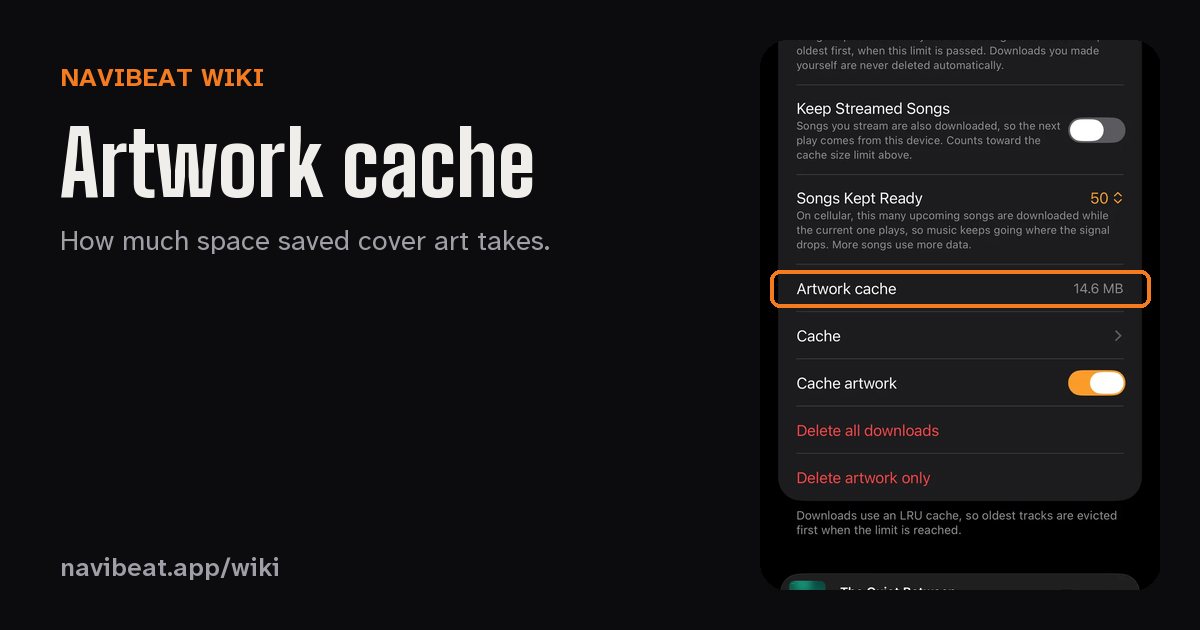 NAVIBEAT WIKI
Artwork cache
How much space saved cover art takes.
navibeat.app/wiki
oldest first, when this limit is passed. Downloads you made
yourself are never deleted automatically.
Keep Streamed Songs
Songs you stream are also downloaded, so the next
play comes from this device. Counts toward the
cache size limit above.
Songs Kept Ready
50
On cellular, this many upcoming songs are downloaded while
the current one plays, so music keeps going where the signal
drops. More songs use more data.
Artwork cache
14.6 MB
Cache
Cache artwork
Delete all downloads
Delete artwork only
Downloads use an LRU cache, so oldest tracks are evicted
first when the limit is reached.
The Quiet Between